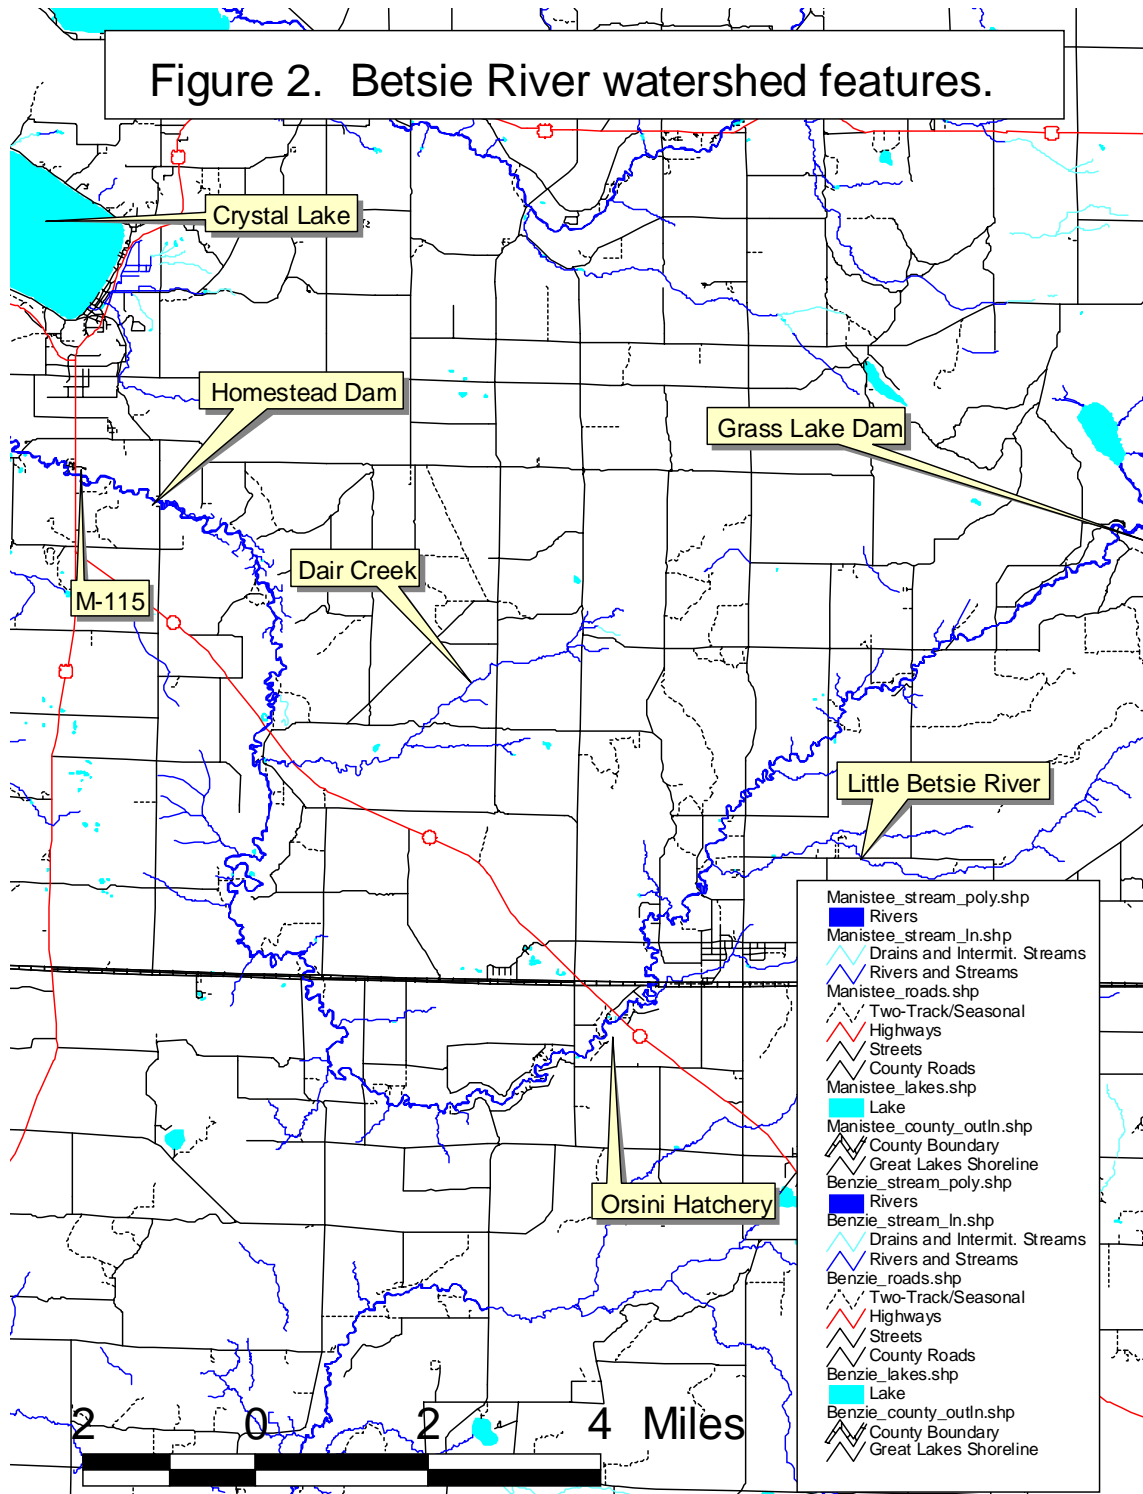 Figure 2. Betsie River watershed features.
Crystal Lake
Homestead Dam
Grass Lake Dam
Dair Creek
M-115
Little Betsie River
Orsini Hatchery
Manistee_stream_poly.shp
Rivers
Manistee_stream_ln.shp
Drains and Intermit. Streams
Rivers and Streams
Manistee_roads.shp
Two-Track/Seasonal
Highways
Streets
County Roads
Manistee_lakes.shp
Lake
Manistee_county_outln.shp
County Boundary
Great Lakes Shoreline
Benzie_stream_poly.shp
Rivers
Benzie_stream_ln.shp
Drains and Intermit. Streams
Rivers and Streams
Benzie_roads.shp
Two-Track/Seasonal
Highways
Streets
County Roads
Benzie_lakes.shp
Lake
Benzie_county_outln.shp
County Boundary
Great Lakes Shoreline
2 0 2 4 Miles